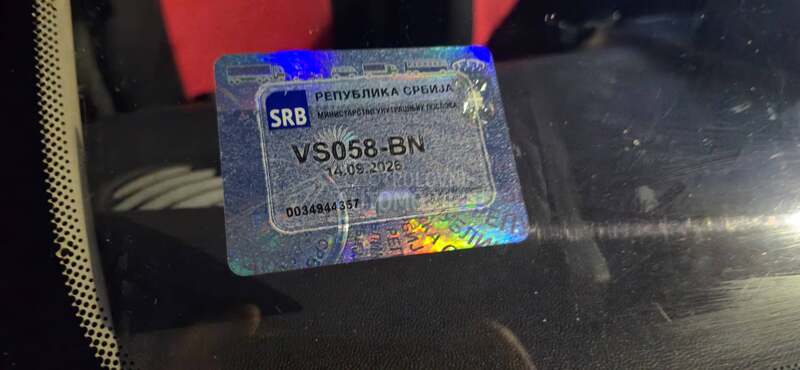 РЕПУБЛИКА СРБИЈА
SRB
МИНИСТАРСТВО УНУТРАШЊИХ ПОСЛОВА
VS058-BN
14.09.2026
0034944357